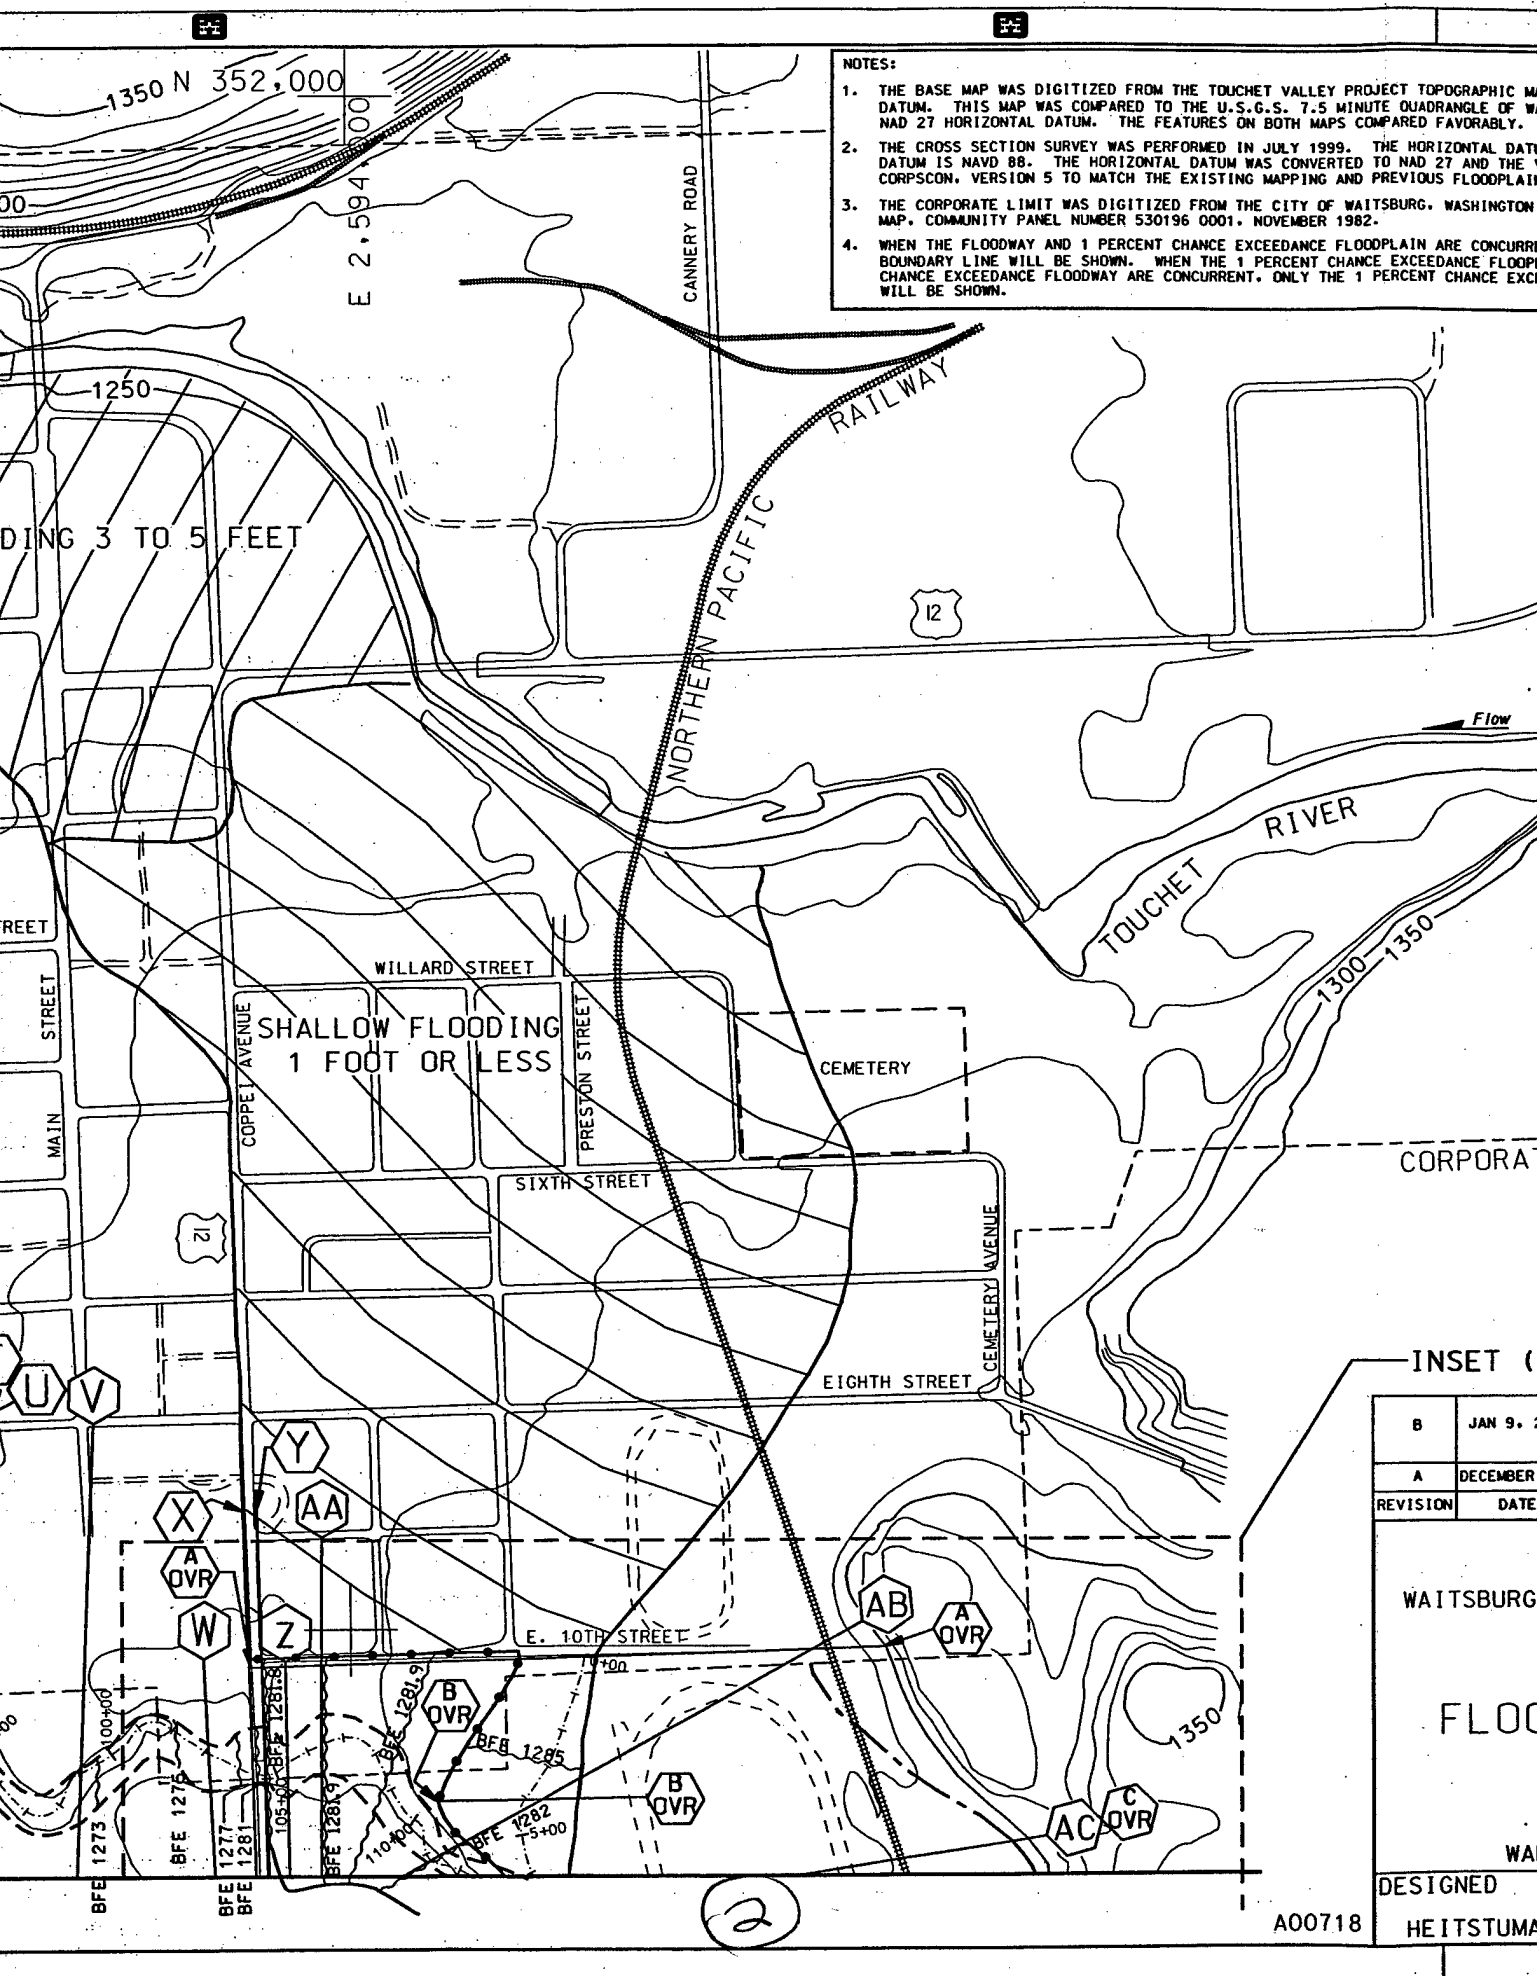 NOTES:
1. THE BASE MAP WAS DIGITIZED FROM THE TOUCHET VALLEY PROJECT TOPOGRAPHIC
DATUM. THIS MAP WAS COMPARED TO THE U.S.G.S. 7.5 MINUTE QUADRANGLE OF
NAD 27 HORIZONTAL DATUM. THE FEATURES ON BOTH MAPS COMPARED FAVORABLY.
2. THE CROSS SECTION SURVEY WAS PERFORMED IN JULY 1999. THE HORIZONTAL
DATUM IS NAVD 88. THE HORIZONTAL DATUM WAS CONVERTED TO NAD 27 AND THE
CORPSCON. VERSION 5 TO MATCH THE EXISTING MAPPING AND PREVIOUS
3. THE CORPORATE LIMIT WAS DIGITIZED FROM THE CITY OF WAITSBURG. WASHINGTON
MAP. COMMUNITY PANEL NUMBER 530196 0001. NOVEMBER 1982.
4. WHEN THE FLOODWAY AND 1 PERCENT CHANCE EXCEEDANCE FLOODPLAIN ARE
BOUNDARY LINE WILL BE SHOWN. WHEN THE 1 PERCENT CHANCE EXCEEDANCE
CHANCE EXCEEDANCE FLOODWAY ARE CONCURRENT. ONLY THE 1 PERCENT CHANCE
WILL BE SHOWN.
1350
N 352,000
E 2,594,000
CANNERY ROAD
1250
RAILWAY
DING 3 TO 5 FEET
NORTHERN PACIFIC
12
Flow
RIVER
TOUCHET
1300
1350
REET
WILLARD STREET
STREET
MAIN
COPPEI AVENUE
SHALLOW FLOODING
1 FOOT OR LESS
PRESTON STREET
CEMETERY
CORPORAT
SIXTH STREET
12
CEMETERY AVENUE
EIGHTH STREET
INSET (
U
V
Y
X
AA
A
OVR
W
Z
AB
A
OVR
E. 10TH STREET
0+00
B
OVR
B
OVR
AC
C
OVR
1350
100+00
105+00
110+00
5+00
BFE 1273
BFE 1276
BFE 1277
BFE 1281
BFE 1281.8
BFE 1281.9
BFE 1281.9
BFE 1285
BFE 1282
2
A00718
B JAN 9.
A DECEMBER
REVISION DATE
WAITSBURG
FLOO
WA
DESIGNED
HEITSTUMA